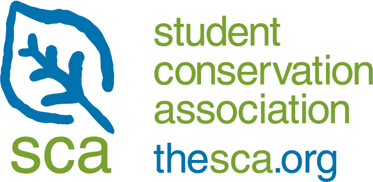 student
conservation
association
sca
thesca.org